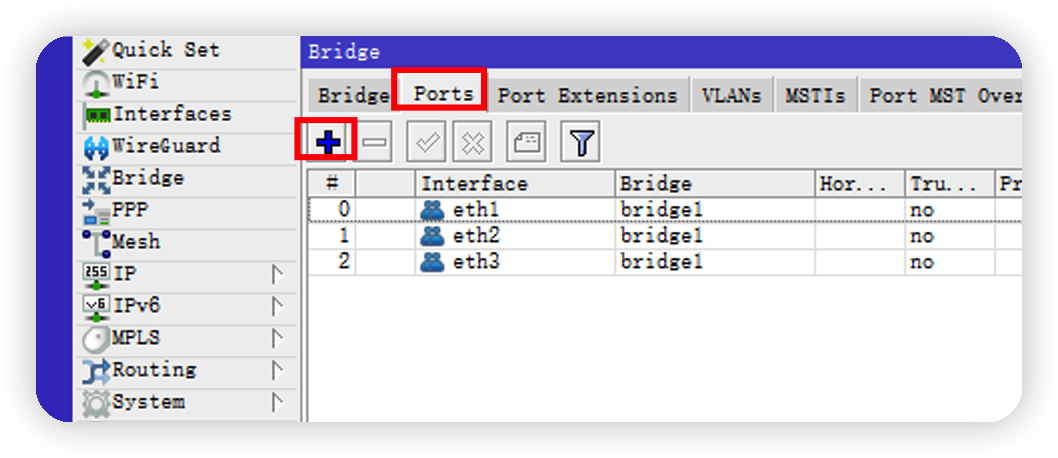 Quick Set
WiFi
Interfaces
WireGuard
Bridge
PPP
Mesh
255 IP
v6 IPv6
MPLS
Routing
System
Bridge
Bridge Ports Port Extensions VLANs MSTIs Port MST Over
# Interface Bridge Hor... Tru... Pr
0 eth1 bridge1 no
1 eth2 bridge1 no
2 eth3 bridge1 no